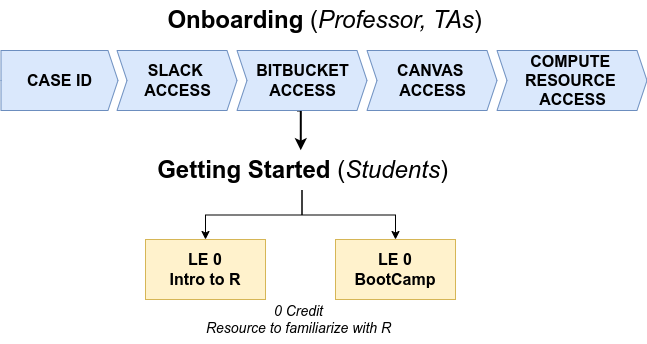 Onboarding (Professor, TAs)
CASE ID
SLACK
ACCESS
BITBUCKET
ACCESS
CANVAS
ACCESS
COMPUTE
RESOURCE
ACCESS
Getting Started (Students)
LE 0
Intro to R
LE 0
BootCamp
0 Credit
Resource to familiarize with R